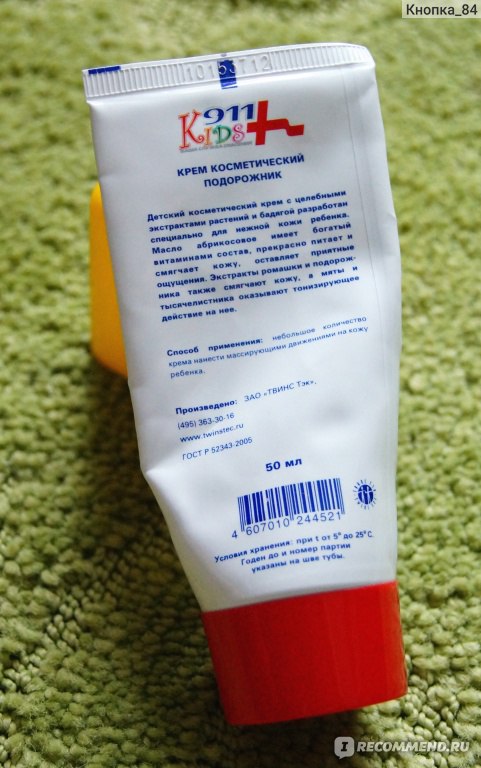 Кнопка_84
911
KIDS
КРЕМ КОСМЕТИЧЕСКИЙ
ПОДОРОЖНИК
Детский косметический крем с целебными
экстрактами растений и бадягой разработан
специально для нежной кожи ребенка.
Масло абрикосовое имеет богатый
витаминами состав, прекрасно питает и
смягчает кожу, оставляет приятные
ощущения. Экстракты ромашки и подорож-
ника также смягчают кожу, а мяты и
тысячелистника оказывают тонизирующее
действие на нее.
Способ применения: небольшое количество
крема нанести массирующими движениями на кожу
ребенка.
Произведено: ЗАО «ТВИНС Тэк».
(495) 363-30-16
www.twinstec.ru
ГОСТ Р 52343-2005
50 мл
4 607010 244521
Условия хранения: при t от 5° до 25° С.
Годен до и номер партии
указаны на шве тубы.
IRECOMMEND.RU